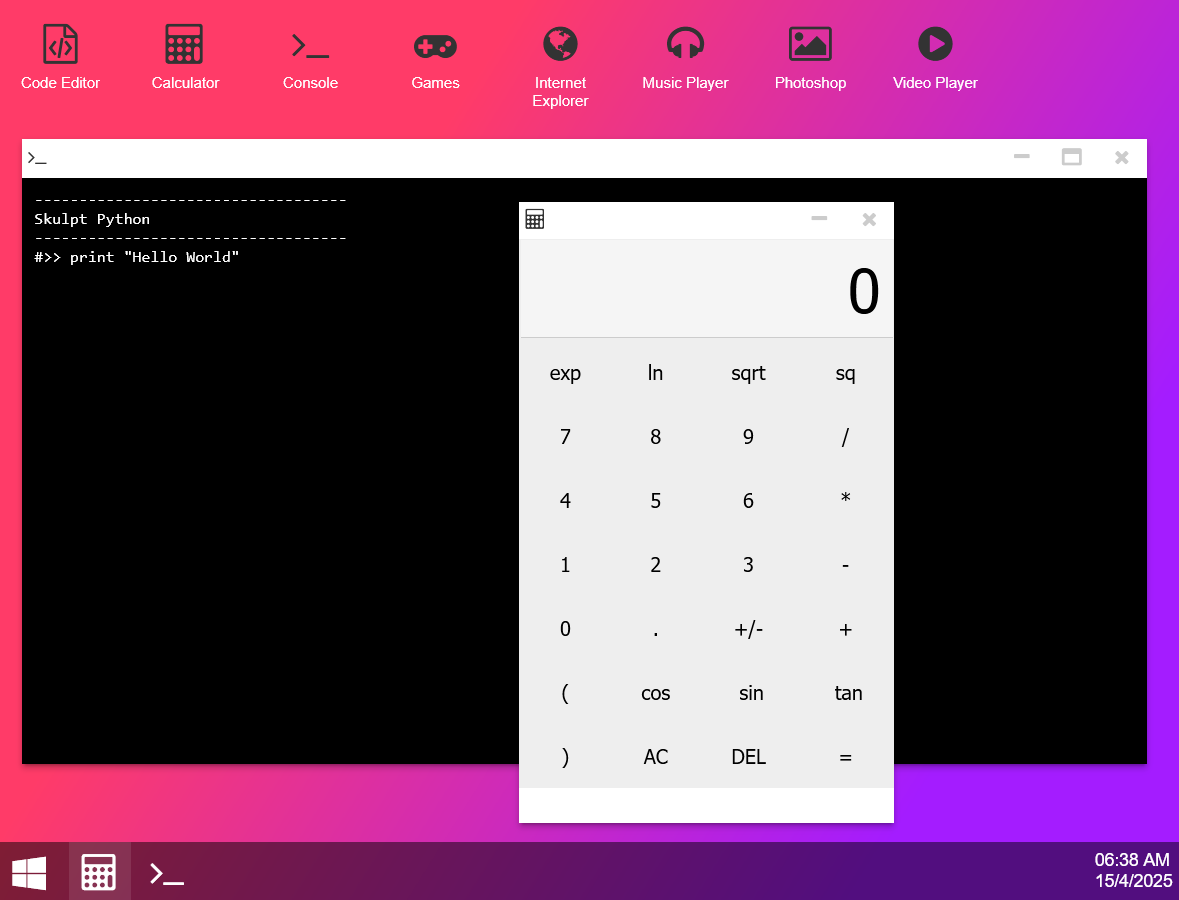 Code Editor
Calculator
Console
Games
Internet
Explorer
Music Player
Photoshop
Video Player
>_
-----------------------------------
Skulpt Python
-----------------------------------
#>> print "Hello World"
0
exp ln sqrt sq
7 8 9 /
4 5 6 *
1 2 3 -
0 . +/- +
( cos sin tan
) AC DEL =
06:38 AM
15/4/2025